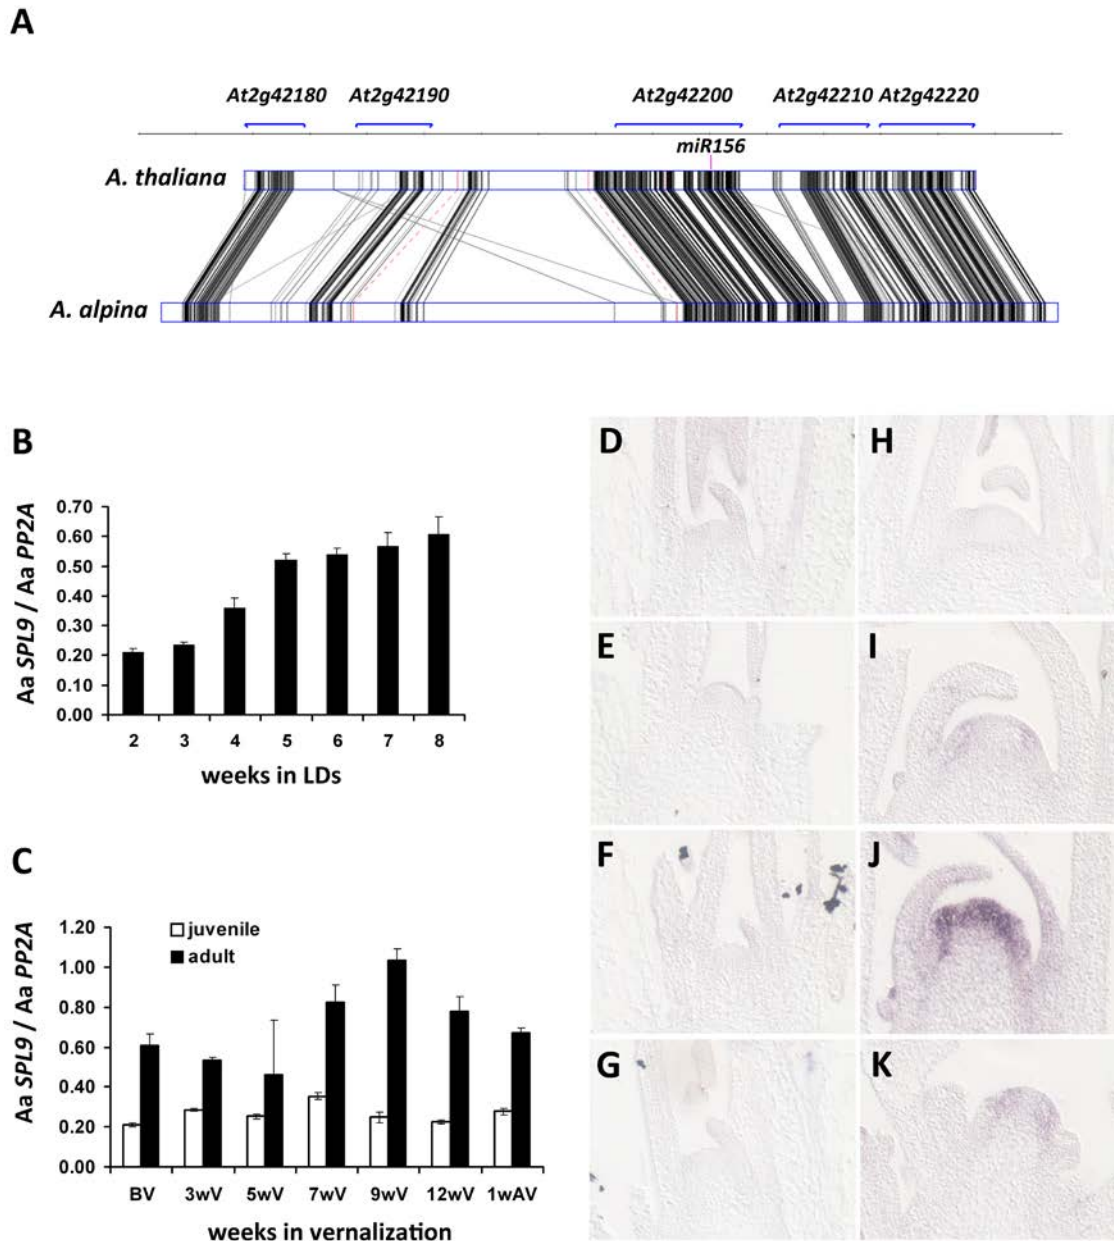 A
At2g42180 At2g42190 At2g42200 At2g42210 At2g42220
miR156
A. thaliana
A. alpina
B
Aa SPL9 / Aa PP2A
0.70
0.60
0.50
0.40
0.30
0.20
0.10
0.00
2 3 4 5 6 7 8
weeks in LDs
C
Aa SPL9 / Aa PP2A
1.20
1.00
0.80
0.60
0.40
0.20
0.00
juvenile
adult
BV 3wV 5wV 7wV 9wV 12wV 1wAV
weeks in vernalization
D
H
E
I
F
J
G
K